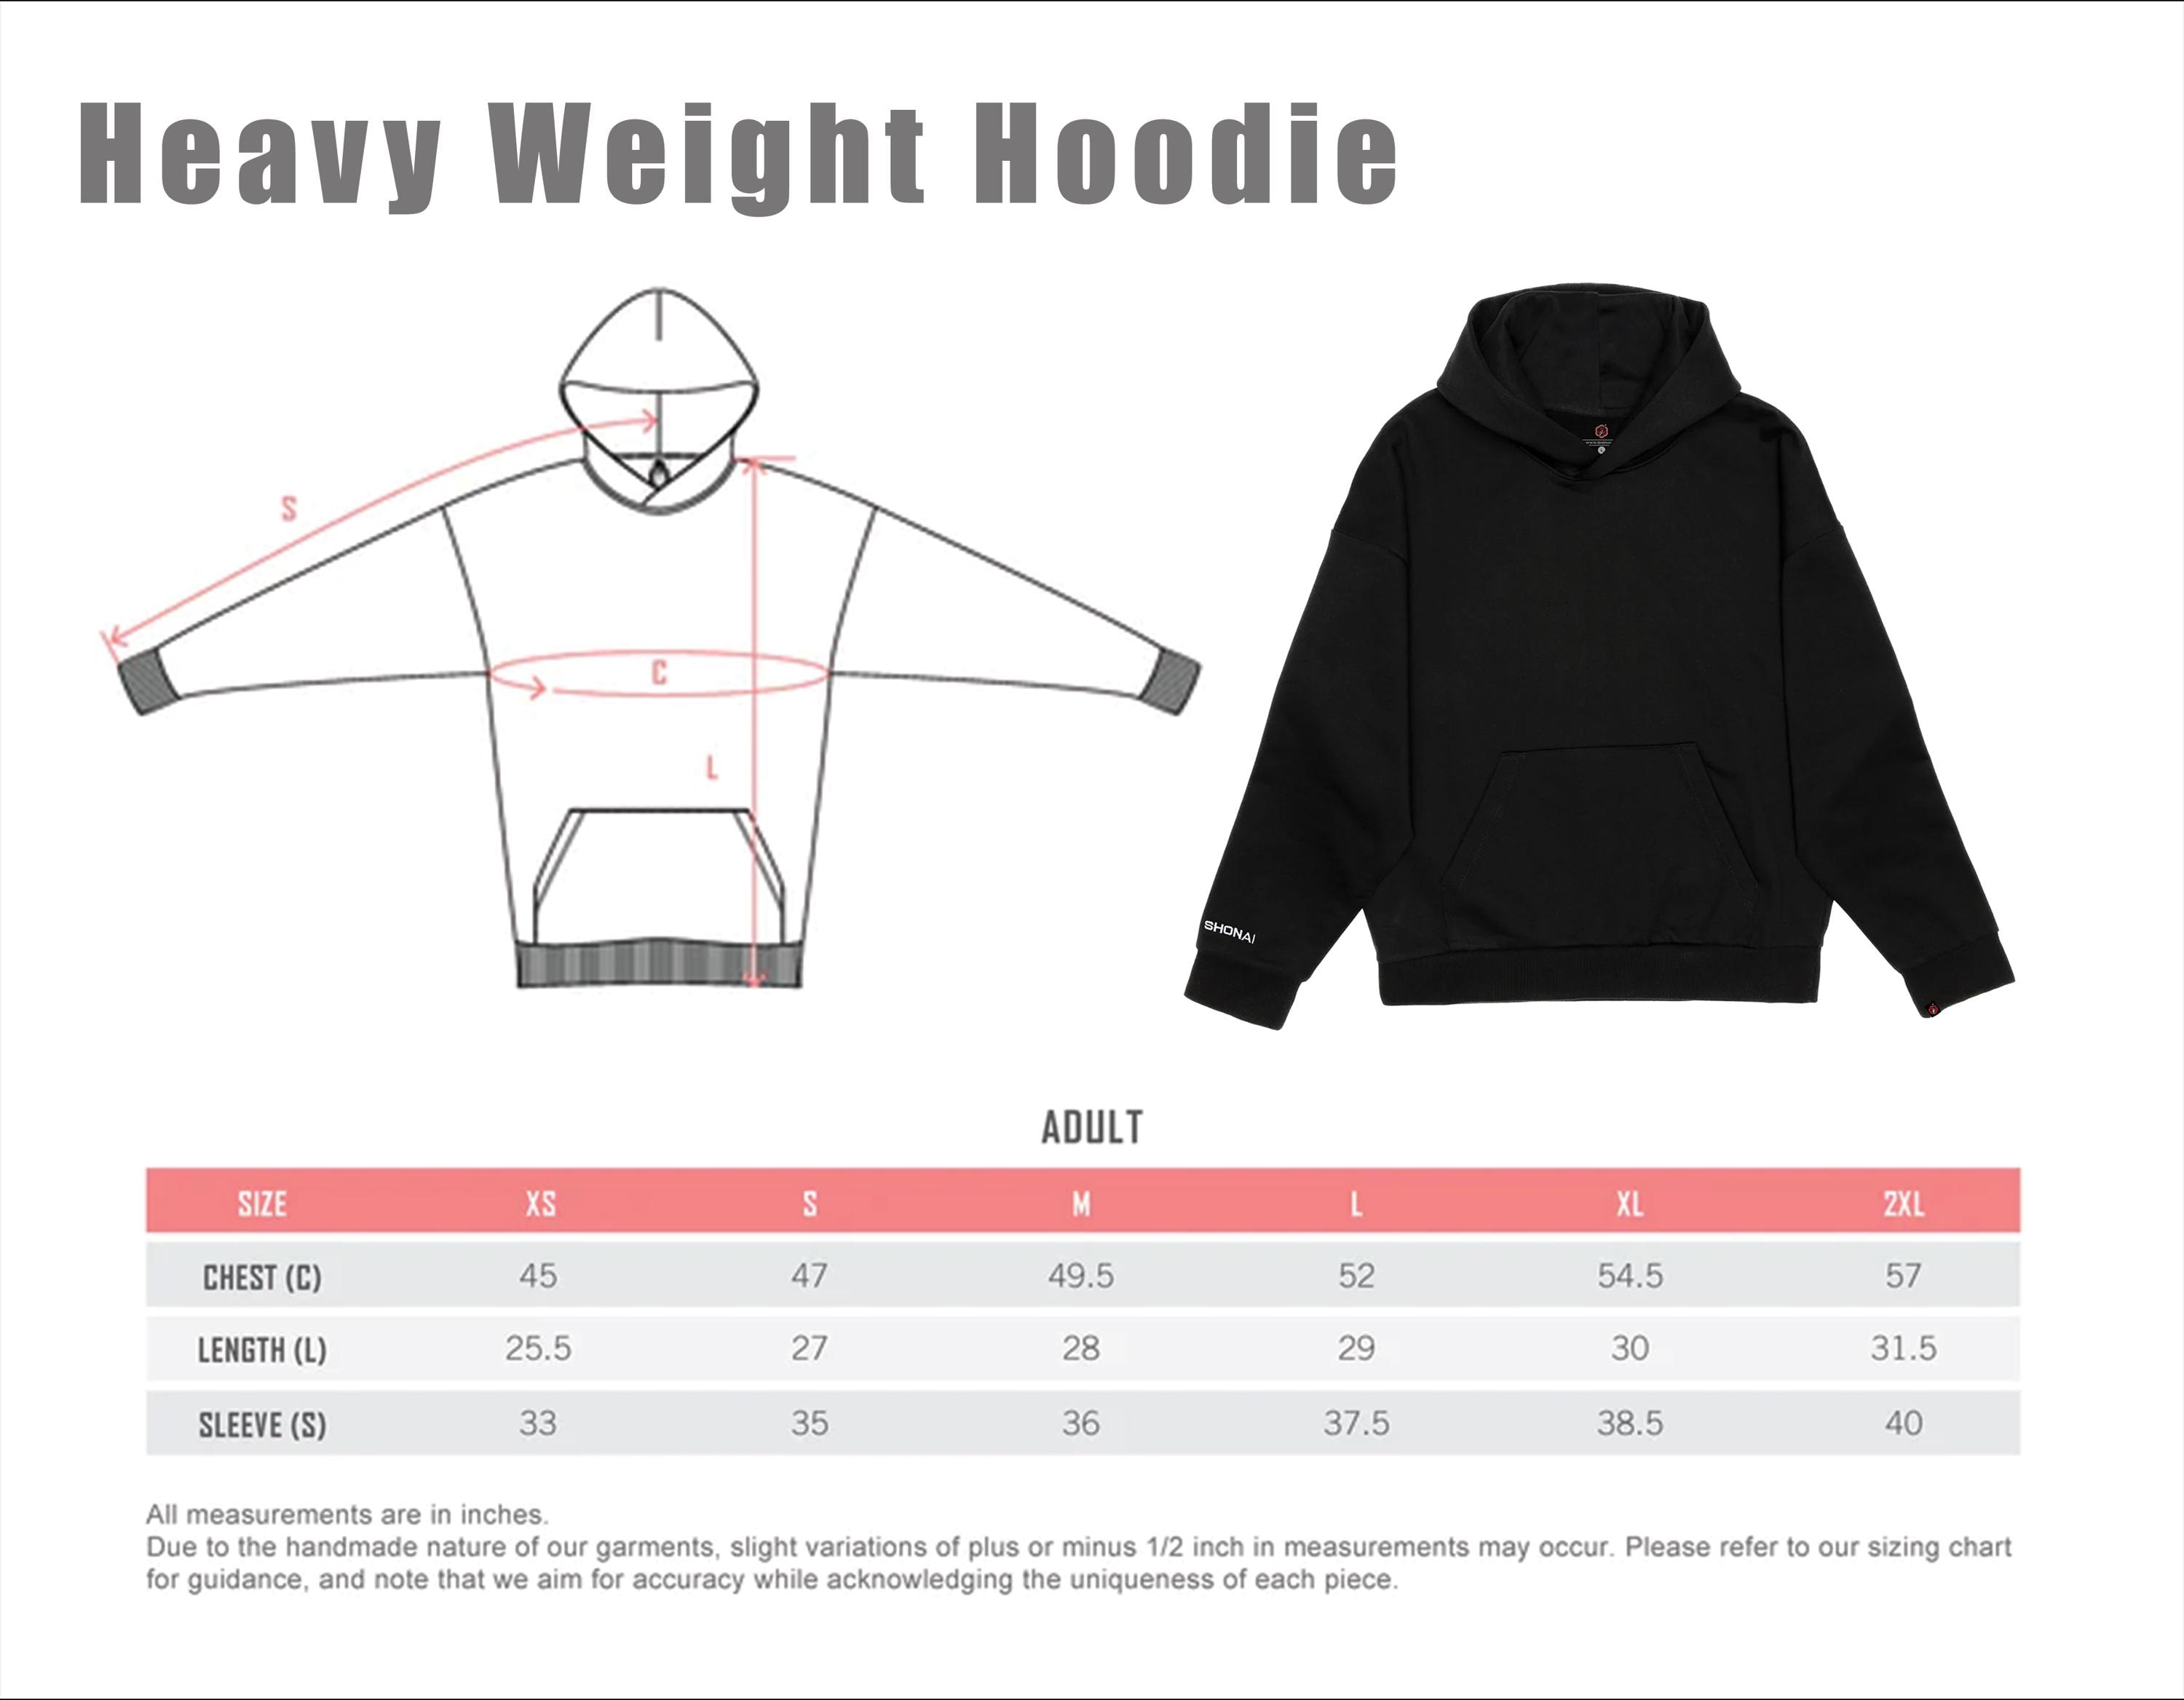 Heavy Weight Hoodie
S
C
L
SHONAI
ADULT
SIZE XS S M L XL 2XL
CHEST (C) 45 47 49.5 52 54.5 57
LENGTH (L) 25.5 27 28 29 30 31.5
SLEEVE (S) 33 35 36 37.5 38.5 40
All measurements are in inches.
Due to the handmade nature of our garments, slight variations of plus or minus 1/2 inch in measurements may occur. Please refer to our sizing chart
for guidance, and note that we aim for accuracy while acknowledging the uniqueness of each piece.